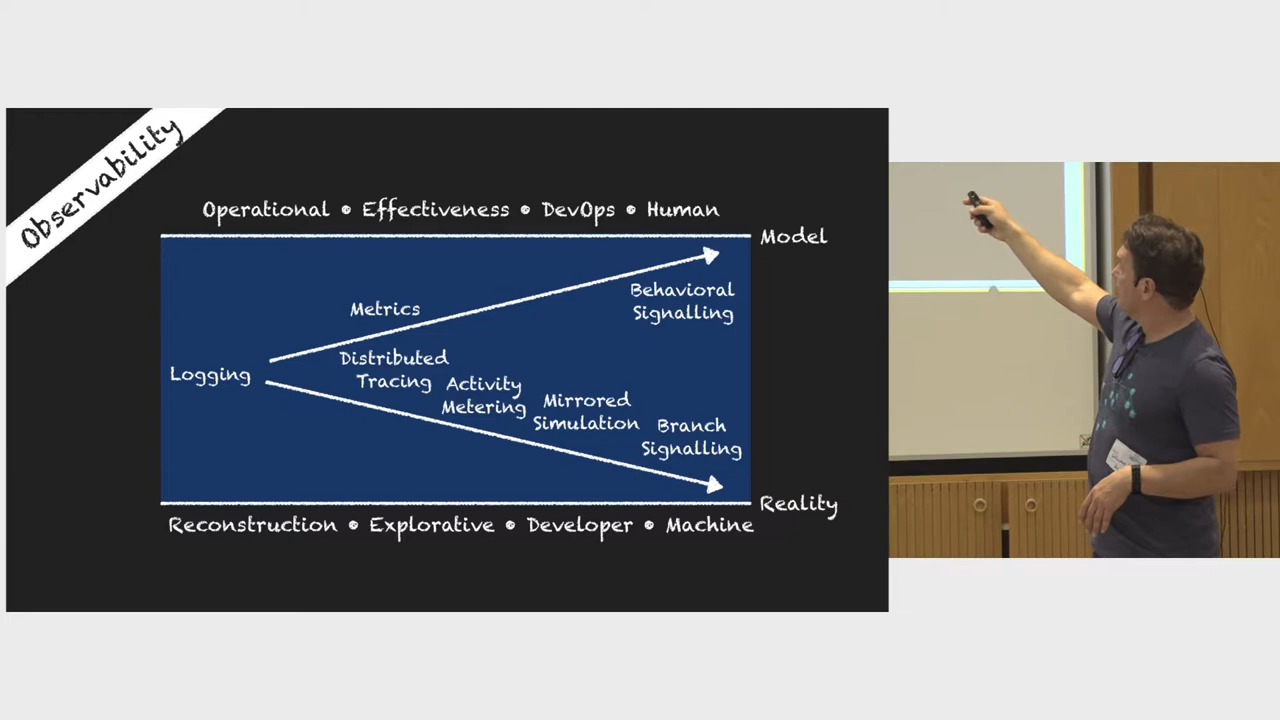 Observability
Operational • Effectiveness • DevOps • Human
Model
Behavioral
Signalling
Metrics
Distributed
Tracing
Logging
Activity
Metering
Mirrored
Simulation
Branch
Signalling
Reality
Reconstruction • Explorative • Developer • Machine